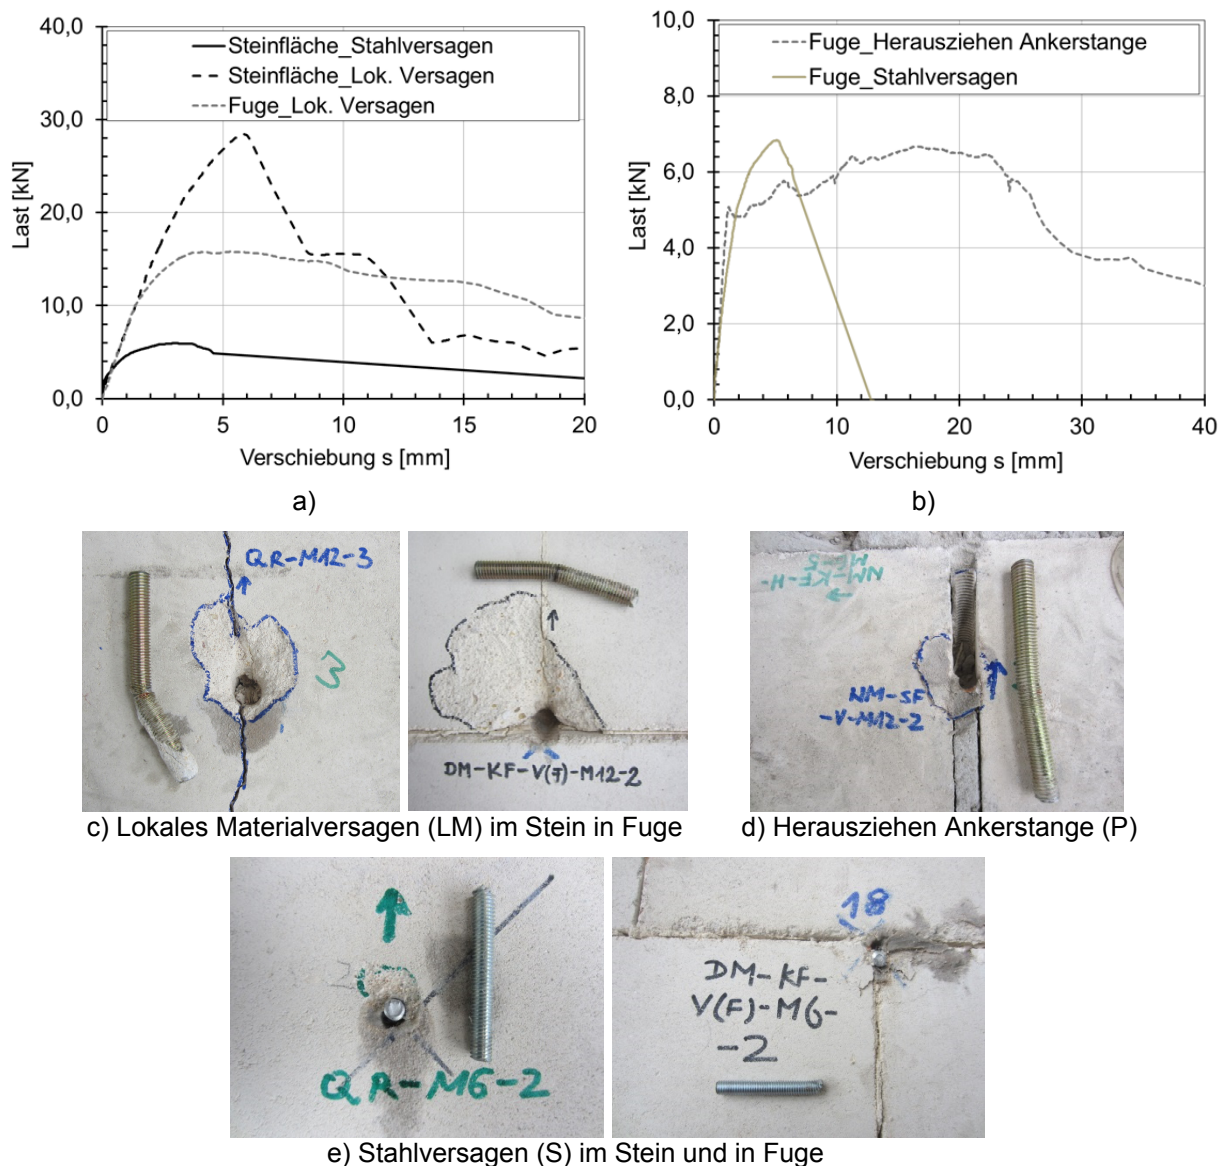 40,0
30,0
20,0
10,0
0,0
Last [kN]
Steinfläche_Stahlversagen
Steinfläche_Lok. Versagen
Fuge_Lok. Versagen
0 5 10 15 20
Verschiebung s [mm]
a)
10,0
8,0
6,0
4,0
2,0
0,0
Last [kN]
Fuge_Herausziehen Ankerstange
Fuge_Stahlversagen
0 10 20 30 40
Verschiebung s [mm]
b)
QR-M12-3
3
DM-KF-V(F)-M12-2
c) Lokales Materialversagen (LM) im Stein in Fuge
NM-KF-H-
M6-5
NM-SF
-V-M12-2
d) Herausziehen Ankerstange (P)
QR-M6-2
18
DM-KF-
V(F)-M6-
-2
e) Stahlversagen (S) im Stein und in Fuge